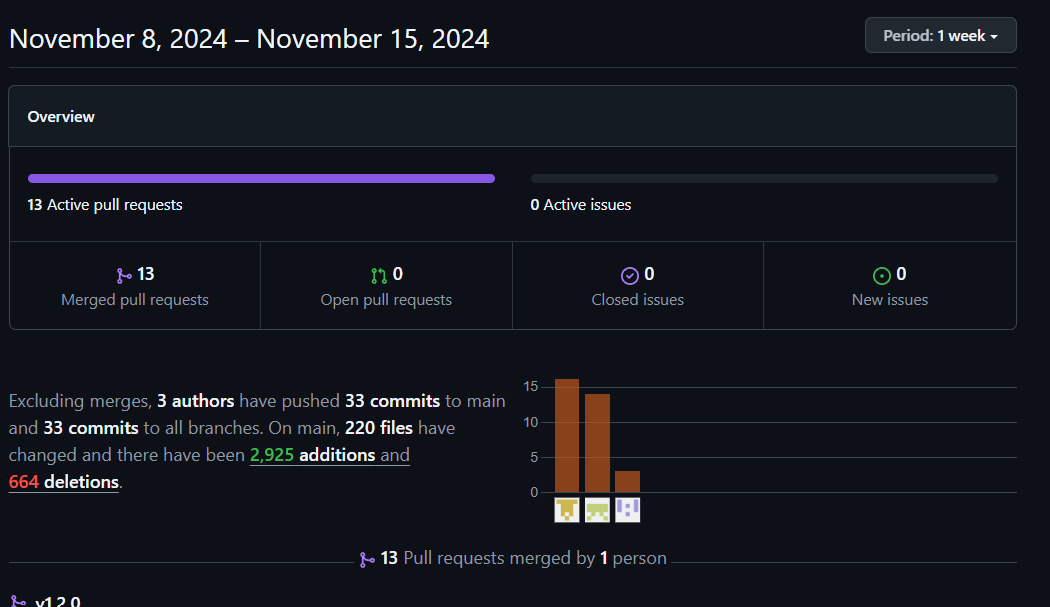 November 8, 2024 – November 15, 2024
Period: 1 week
Overview
13 Active pull requests
0 Active issues
13
Merged pull requests
0
Open pull requests
0
Closed issues
0
New issues
Excluding merges, 3 authors have pushed 33 commits to main
and 33 commits to all branches. On main, 220 files have
changed and there have been 2,925 additions and
664 deletions.
15
10
5
0
13 Pull requests merged by 1 person
v1.2.0